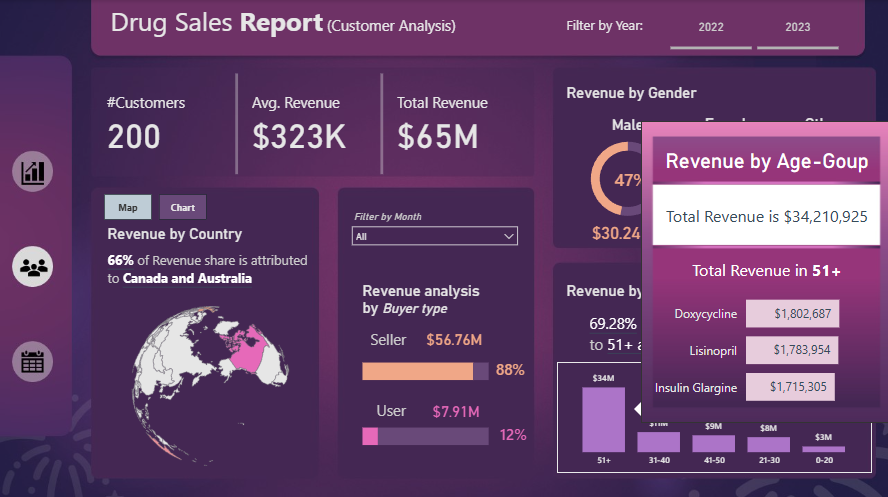 Drug Sales Report (Customer Analysis)
Filter by Year:
2022
2023
#Customers
200
Avg. Revenue
$323K
Total Revenue
$65M
Revenue by Gender
Male
47%
$30.24
Map
Chart
Revenue by Country
66% of Revenue share is attributed
to Canada and Australia
Filter by Month
All
Revenue analysis
by Buyer type
Seller
$56.76M
88%
User
$7.91M
12%
Revenue by
69.28%
to 51+
$34M
$9M
$8M
$3M
51+
31-40
41-50
21-30
0-20
Revenue by Age-Goup
Total Revenue is $34,210,925
Total Revenue in 51+
Doxycycline
$1,802,687
Lisinopril
$1,783,954
Insulin Glargine
$1,715,305